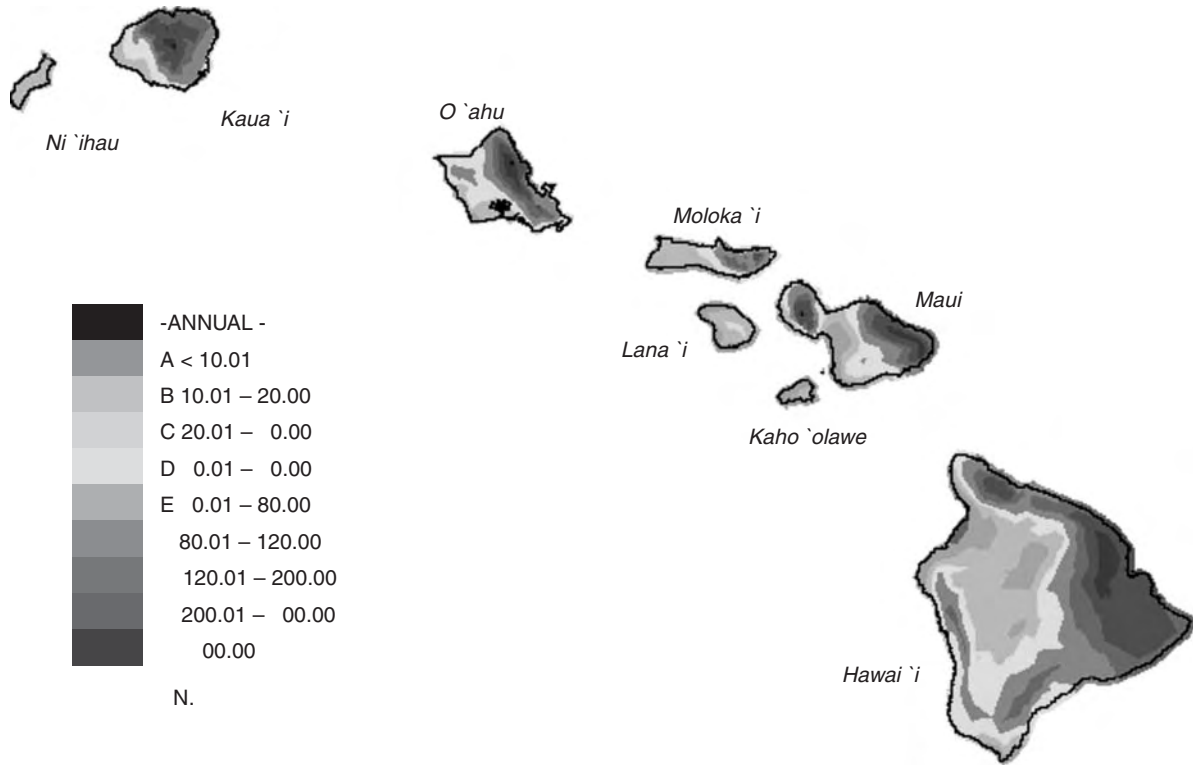 Ni `ihau
Kaua `i
O `ahu
Moloka `i
Lana `i
Maui
Kaho `olawe
Hawai `i
-ANNUAL -
A < 10.01
B 10.01 – 20.00
C 20.01 – 0.00
D 0.01 – 0.00
E 0.01 – 80.00
80.01 – 120.00
120.01 – 200.00
200.01 – 00.00
00.00
N.